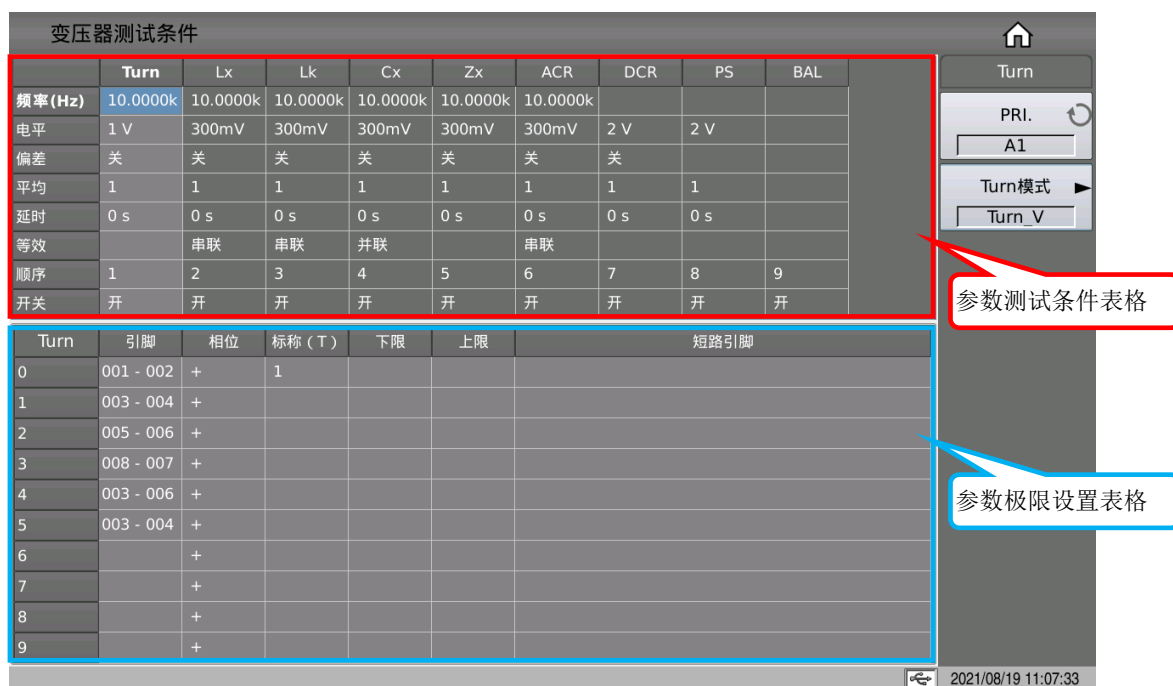 变压器测试条件
Turn Lx Lk Cx Zx ACR DCR PS BAL
频率(Hz) 10.0000k 10.0000k 10.0000k 10.0000k 10.0000k 10.0000k
电平 1 V 300mV 300mV 300mV 300mV 300mV 2 V 2 V
偏差 关 关 关 关 关 关 关
平均 1 1 1 1 1 1 1 1
延时 0 s 0 s 0 s 0 s 0 s 0 s 0 s 0 s
等效 串联 串联 并联 串联
顺序 1 2 3 4 5 6 7 8 9
开关 开 开 开 开 开 开 开 开 开
Turn
PRI.
A1
Turn模式
Turn_V
参数测试条件表格
Turn 引脚 相位 标称（T） 下限 上限 短路引脚
0 001 - 002 + 1
1 003 - 004 +
2 005 - 006 +
3 008 - 007 +
4 003 - 006 +
5 003 - 004 +
6 +
7 +
8 +
9 +
参数极限设置表格
2021/08/19 11:07:33